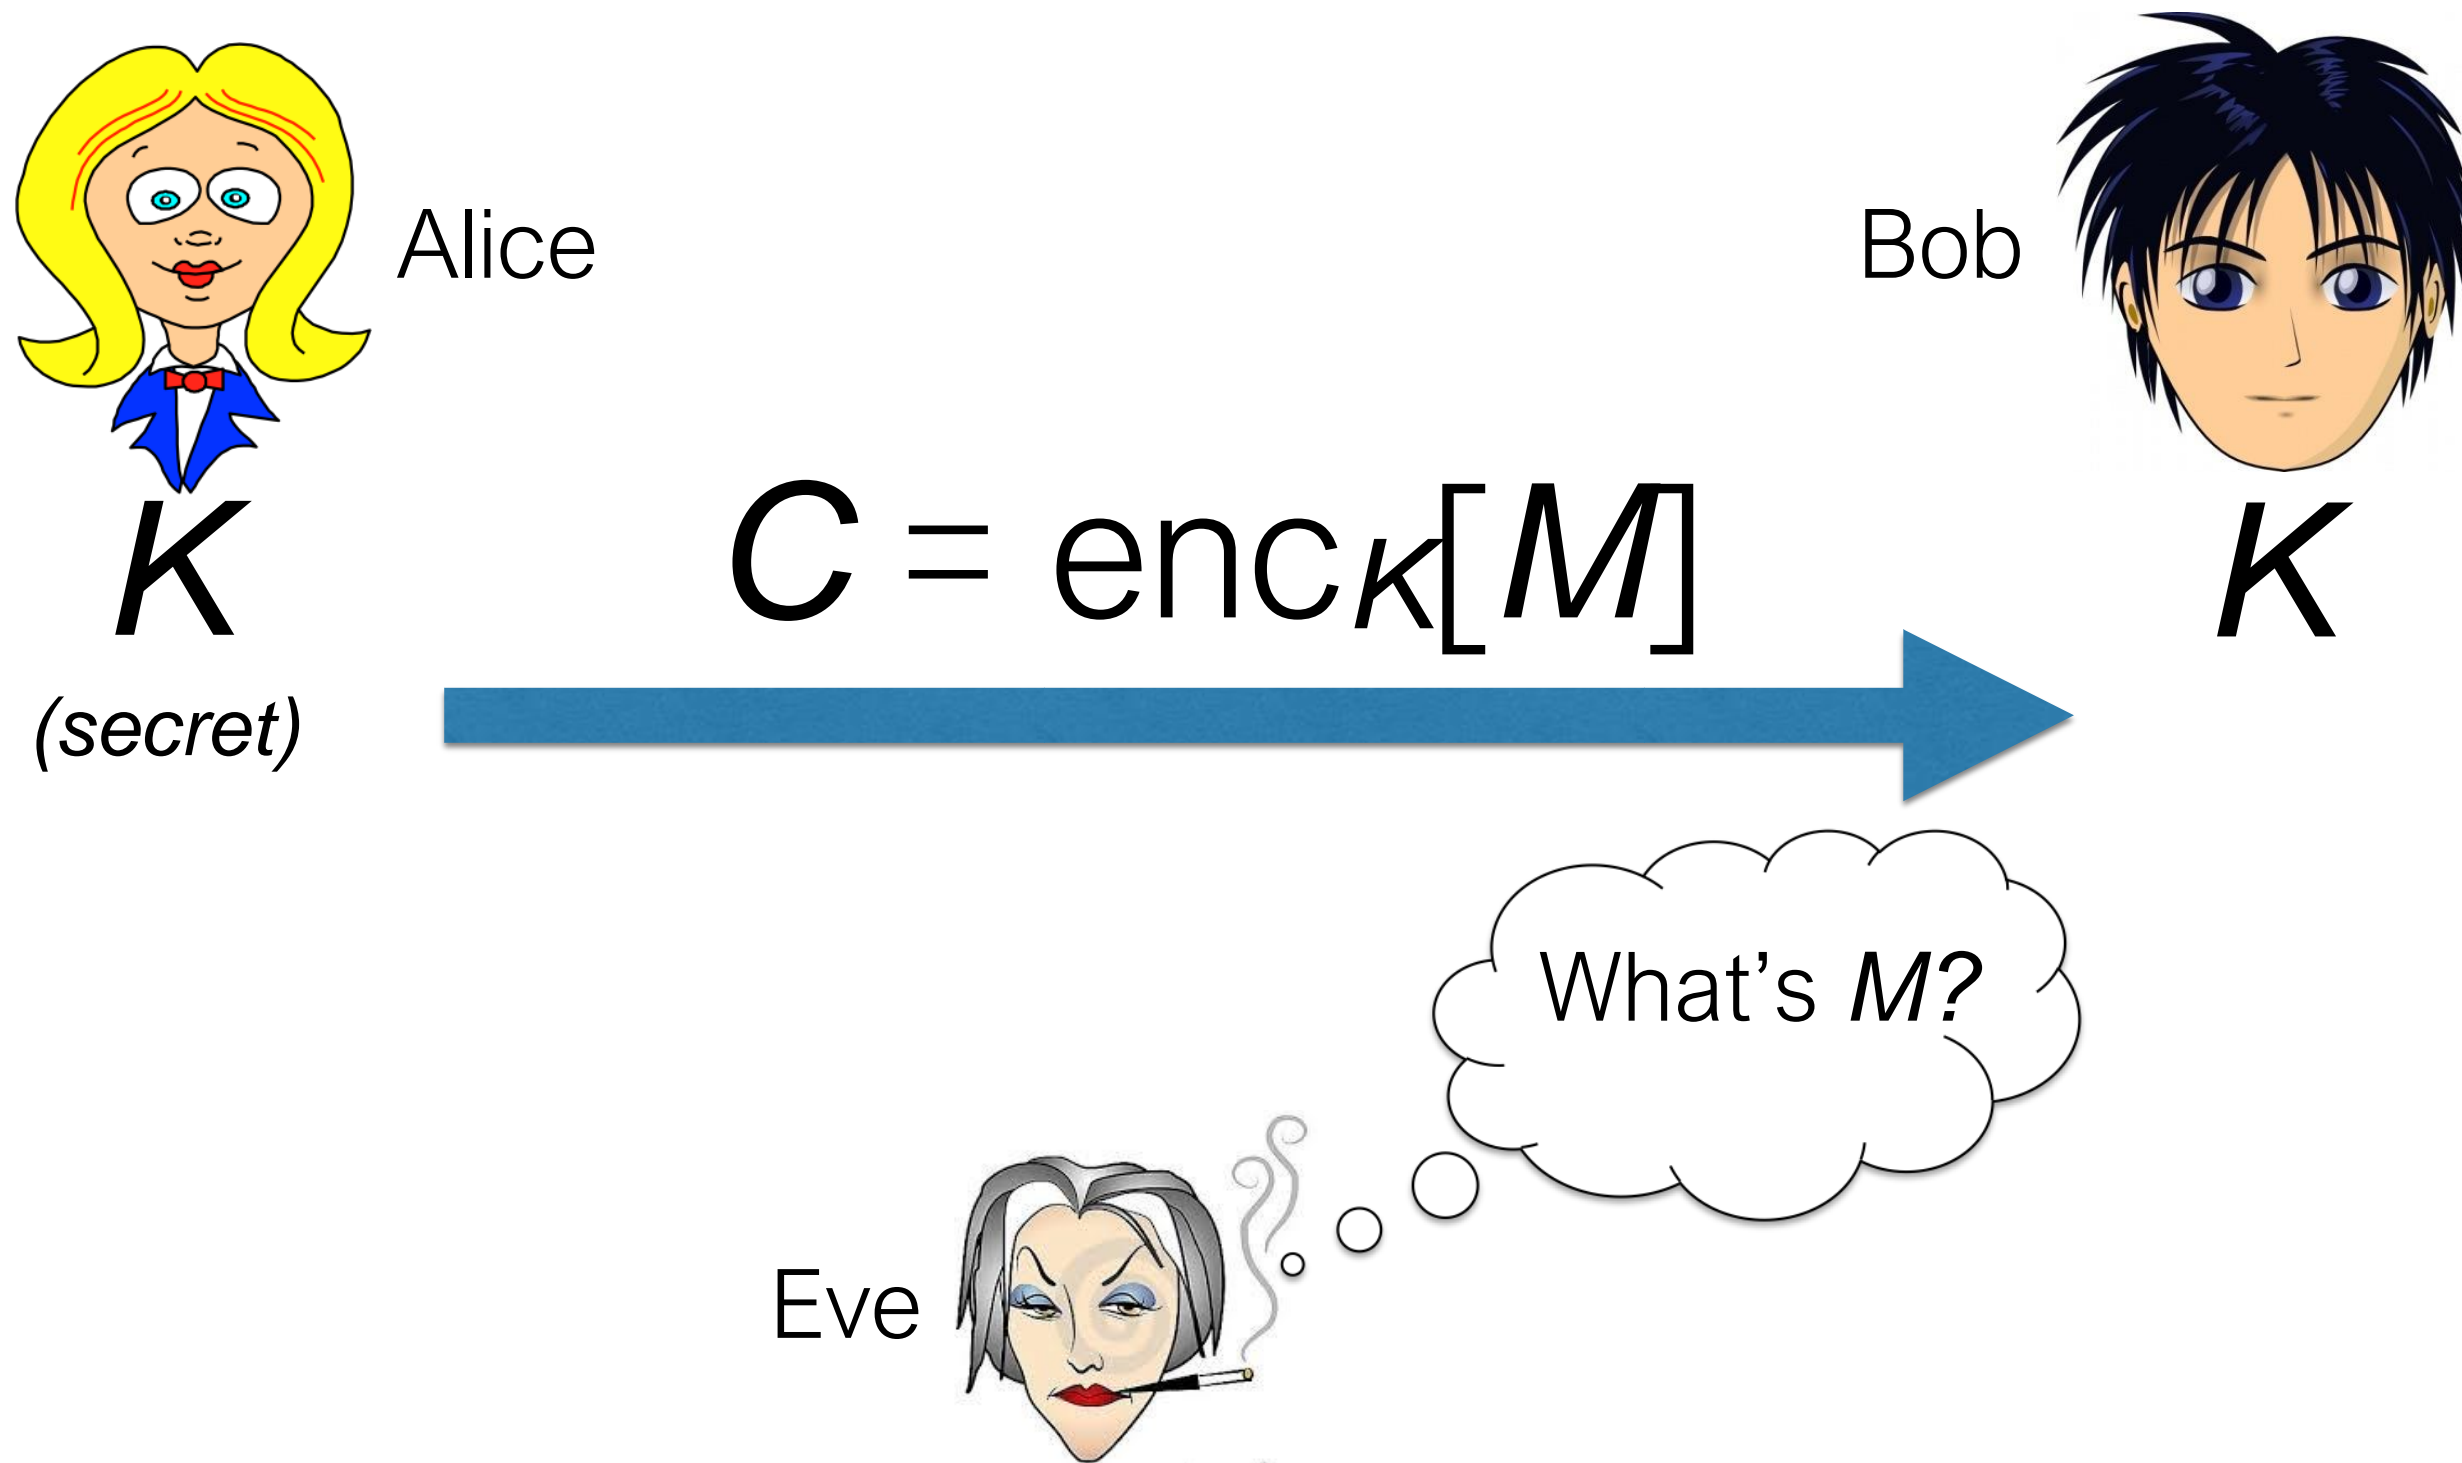 Alice
Bob
K
C = encK[M]
K
(secret)
What's M?
Eve